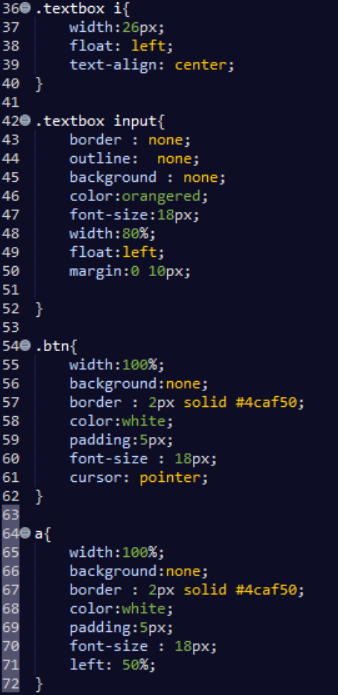 36 .textbox i{
37 width:26px;
38 float: left;
39 text-align: center;
40 }
41
42 .textbox input{
43 border : none;
44 outline:  none;
45 background : none;
46 color:orangered;
47 font-size:18px;
48 width:80%;
49 float:left;
50 margin:0 10px;
51
52 }
53
54 .btn{
55 width:100%;
56 background:none;
57 border : 2px solid #4caf50;
58 color:white;
59 padding:5px;
60 font-size : 18px;
61 cursor: pointer;
62 }
63
64 a{
65 width:100%;
66 background:none;
67 border : 2px solid #4caf50;
68 color:white;
69 padding:5px;
70 font-size : 18px;
71 left: 50%;
72 }